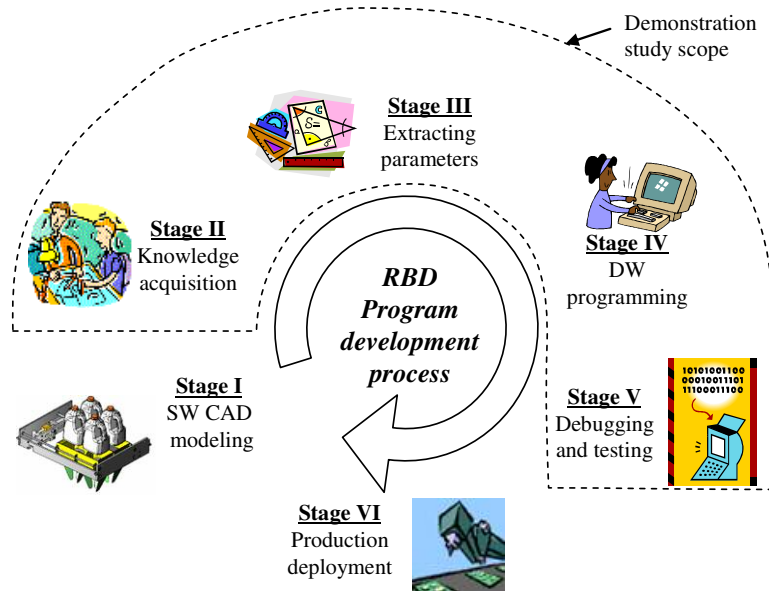 Demonstration
study scope
Stage III
Extracting
parameters
Stage II
Knowledge
acquisition
Stage IV
DW
programming
RBD
Program
development
process
Stage I
SW CAD
modeling
Stage V
Debugging
and testing
10101001100
00010011101
11100011100
Stage VI
Production
deployment